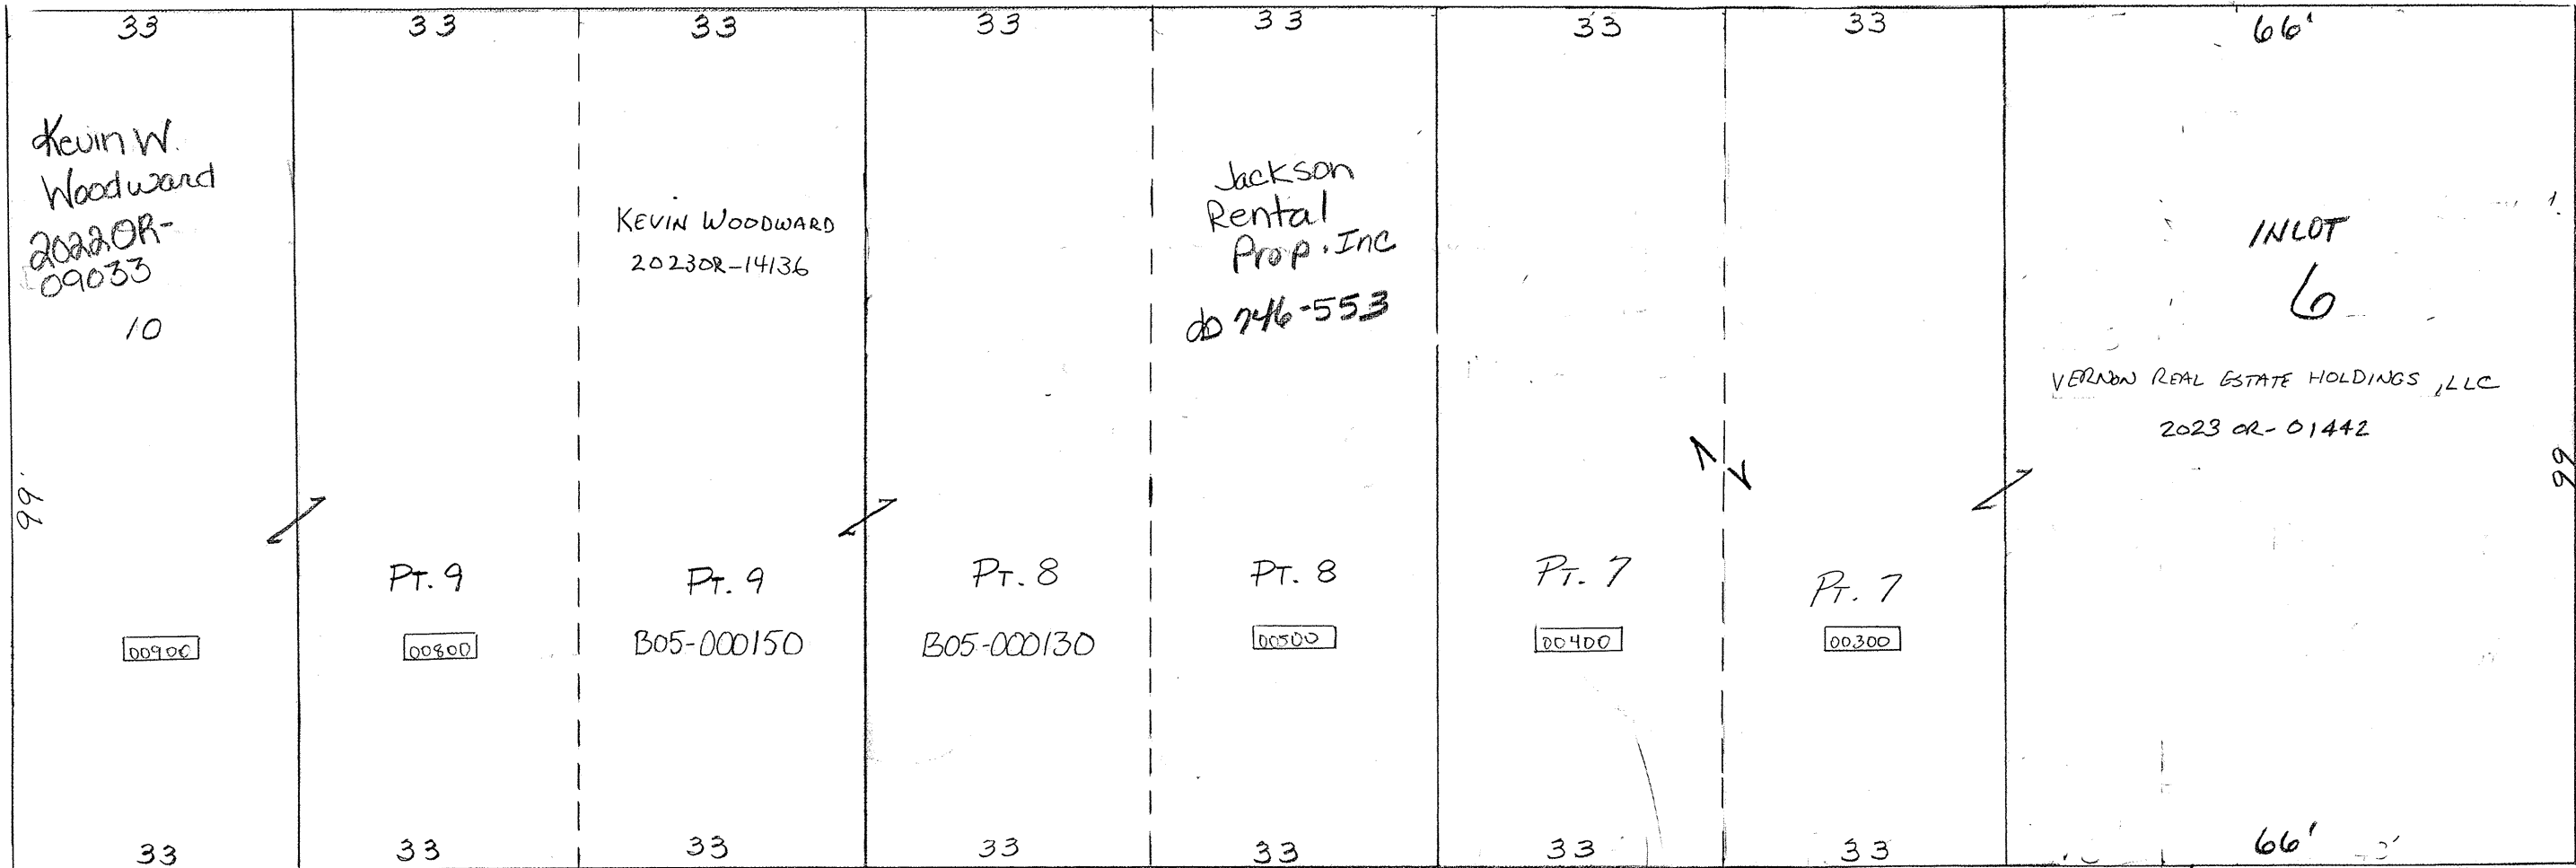 33 33 33 33 33 33 33 66'
Kevin W.
Woodward
2022OR-
09033
10
KEVIN WOODWARD
2023OR-14136
Jackson
Rental
Prop. Inc
746-553
INLOT
6
VERNON REAL ESTATE HOLDINGS, LLC
2023 OR-01442
99' 99
PT. 9 PT. 9 PT. 8 PT. 8 PT. 7 PT. 7
00900 00800 B05-000150 B05-000130 00500 00400 00300
33 33 33 33 33 33 33 66'